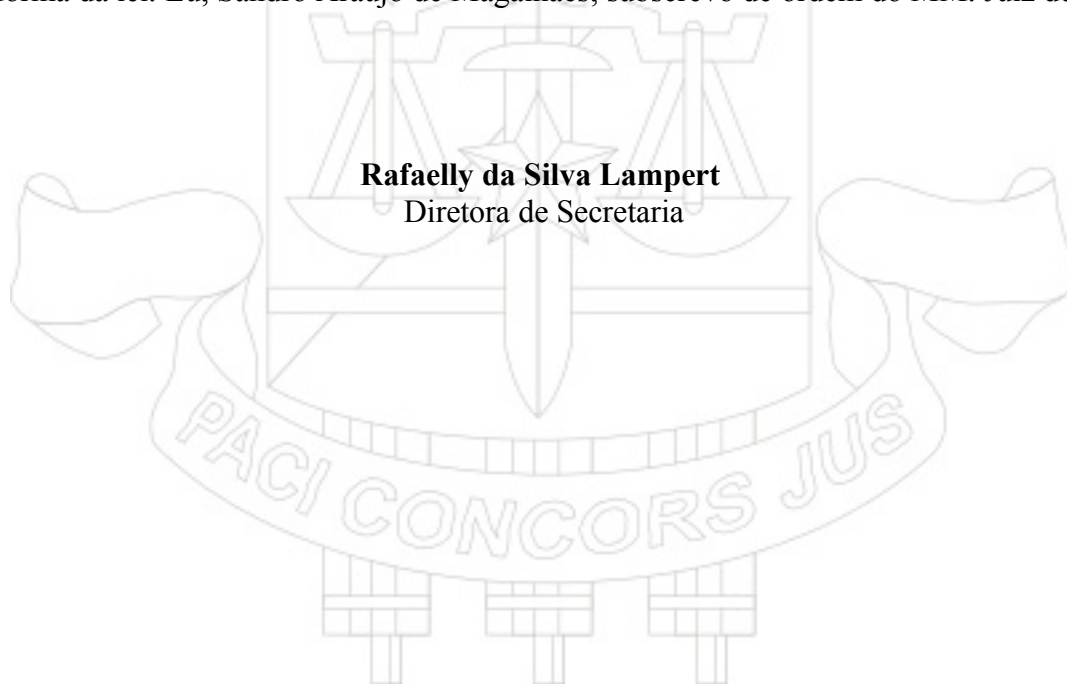 forma da lei. Eu, Sandro Araújo de Magalhães, subscrevo de ordem do MM. Juiz de
Rafaelly da Silva Lampert
Diretora de Secretaria
PACI CONCORS JUS